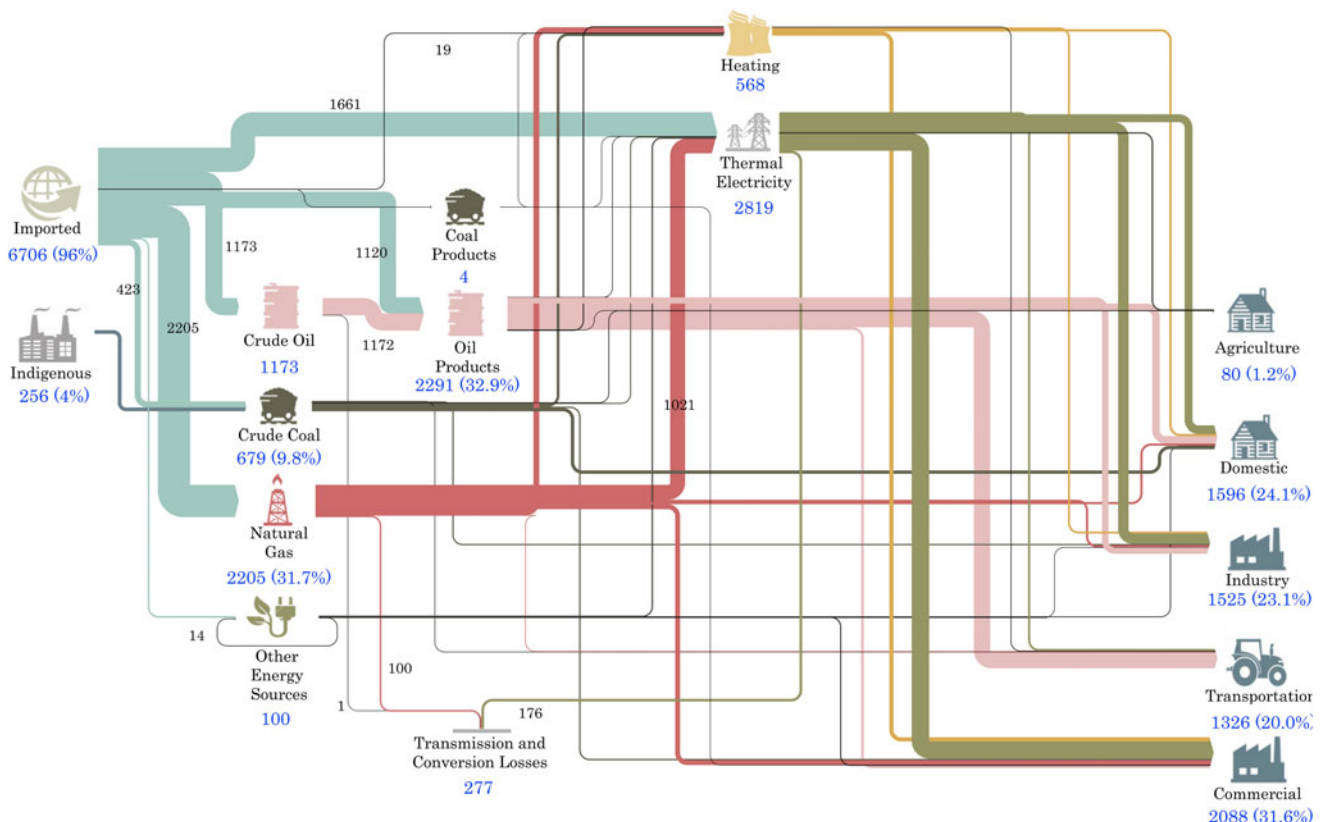 19
Heating
568
1661
Thermal
Electricity
2819
Imported
6706 (96%)
1173
1120
Coal
Products
4
423
2205
Indigenous
256 (4%)
Crude Oil
1173
1172
Oil
Products
2291 (32.9%)
Agriculture
80 (1.2%)
Crude Coal
679 (9.8%)
1021
Domestic
1596 (24.1%)
Natural
Gas
2205 (31.7%)
Industry
1525 (23.1%)
14
Other
Energy
Sources
100
100
1
176
Transmission and
Conversion Losses
277
Transportation
1326 (20.0%)
Commercial
2088 (31.6%)